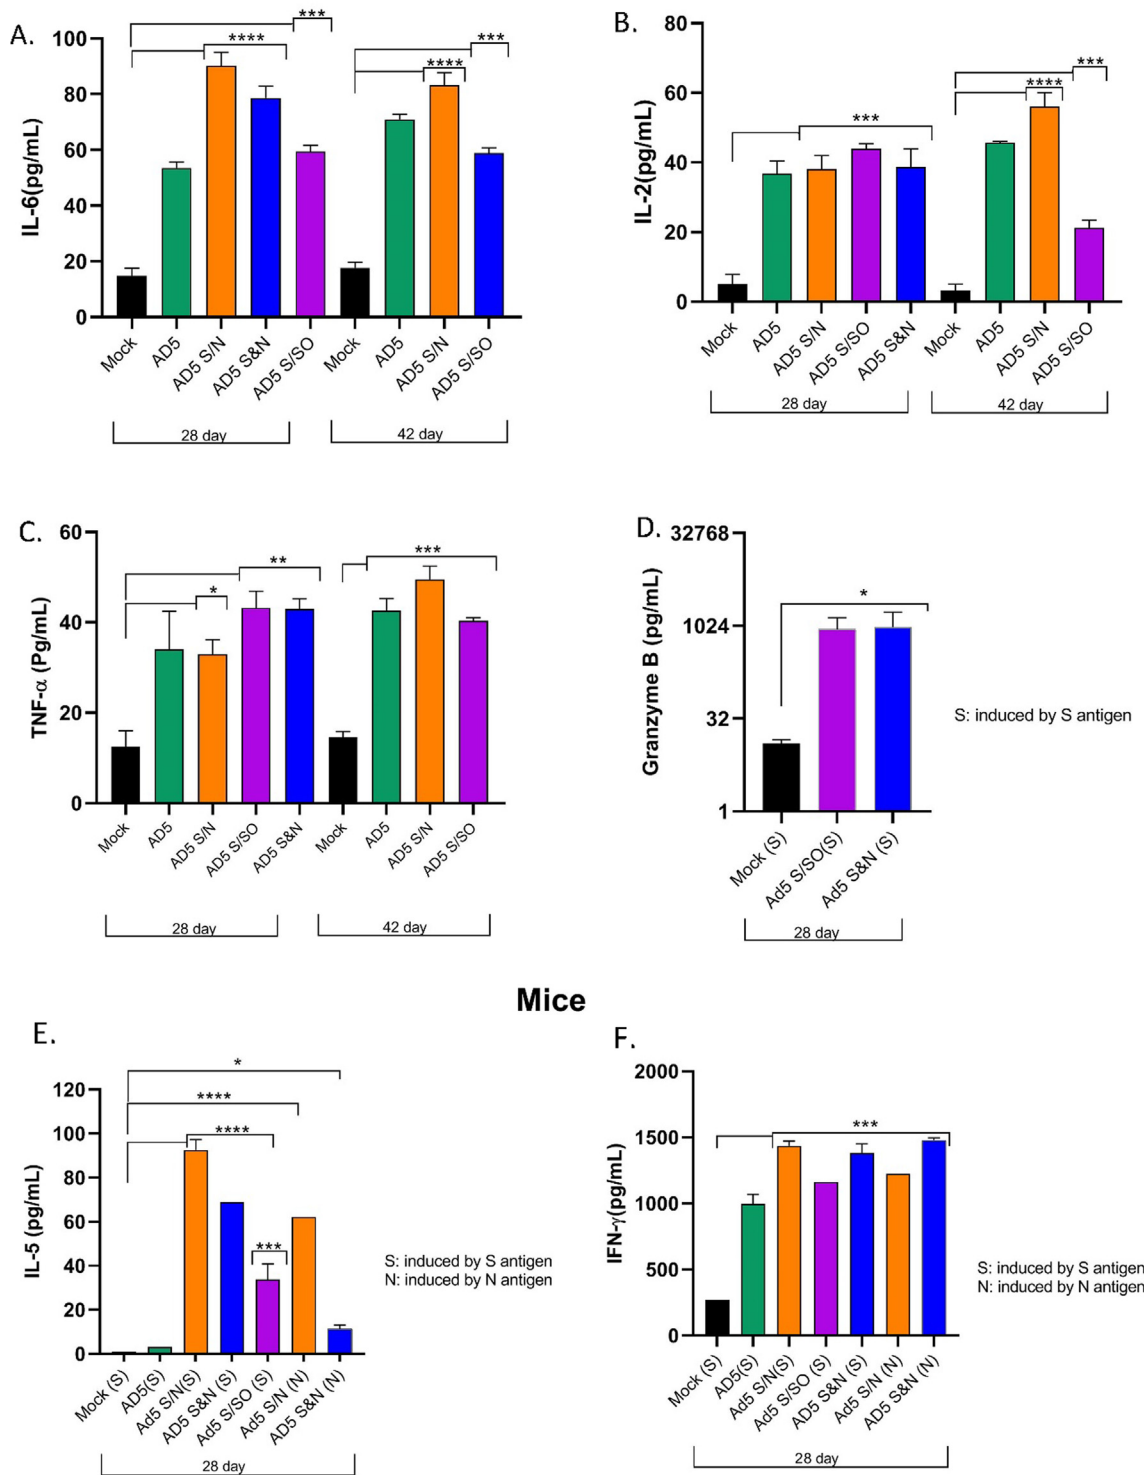 A.
***
****
***
****
100
80
60
40
20
0
IL-6(pg/mL)
Mock
AD5
AD5 S/N
AD5 S&N
AD5 S/SO
Mock
AD5
AD5 S/N
AD5 S/SO
28 day
42 day
B.
***
***
****
80
60
40
20
0
IL-2(pg/mL)
Mock
AD5
AD5 S/N
AD5 S/SO
AD5 S&N
Mock
AD5
AD5 S/N
AD5 S/SO
28 day
42 day
C.
**
*
***
60
40
20
0
TNF-α (Pg/mL)
Mock
AD5
AD5 S/N
AD5 S/SO
AD5 S&N
Mock
AD5
AD5 S/N
AD5 S/SO
28 day
42 day
D.
*
32768
1024
32
1
Granzyme B (pg/mL)
Mock (S)
Ad5 S/SO(S)
Ad5 S&N (S)
28 day
S: induced by S antigen
Mice
E.
*
****
****
***
120
100
80
60
40
20
0
IL-5 (pg/mL)
Mock (S)
AD5(S)
Ad5 S/N(S)
AD5 S&N (S)
Ad5 S/SO (S)
Ad5 S/N (N)
AD5 S&N (N)
28 day
S: induced by S antigen
N: induced by N antigen
F.
***
2000
1500
1000
500
0
IFN-γ(pg/mL)
Mock (S)
AD5(S)
Ad5 S/N(S)
Ad5 S/SO (S)
AD5 S&N (S)
Ad5 S/N (N)
AD5 S&N (N)
28 day
S: induced by S antigen
N: induced by N antigen